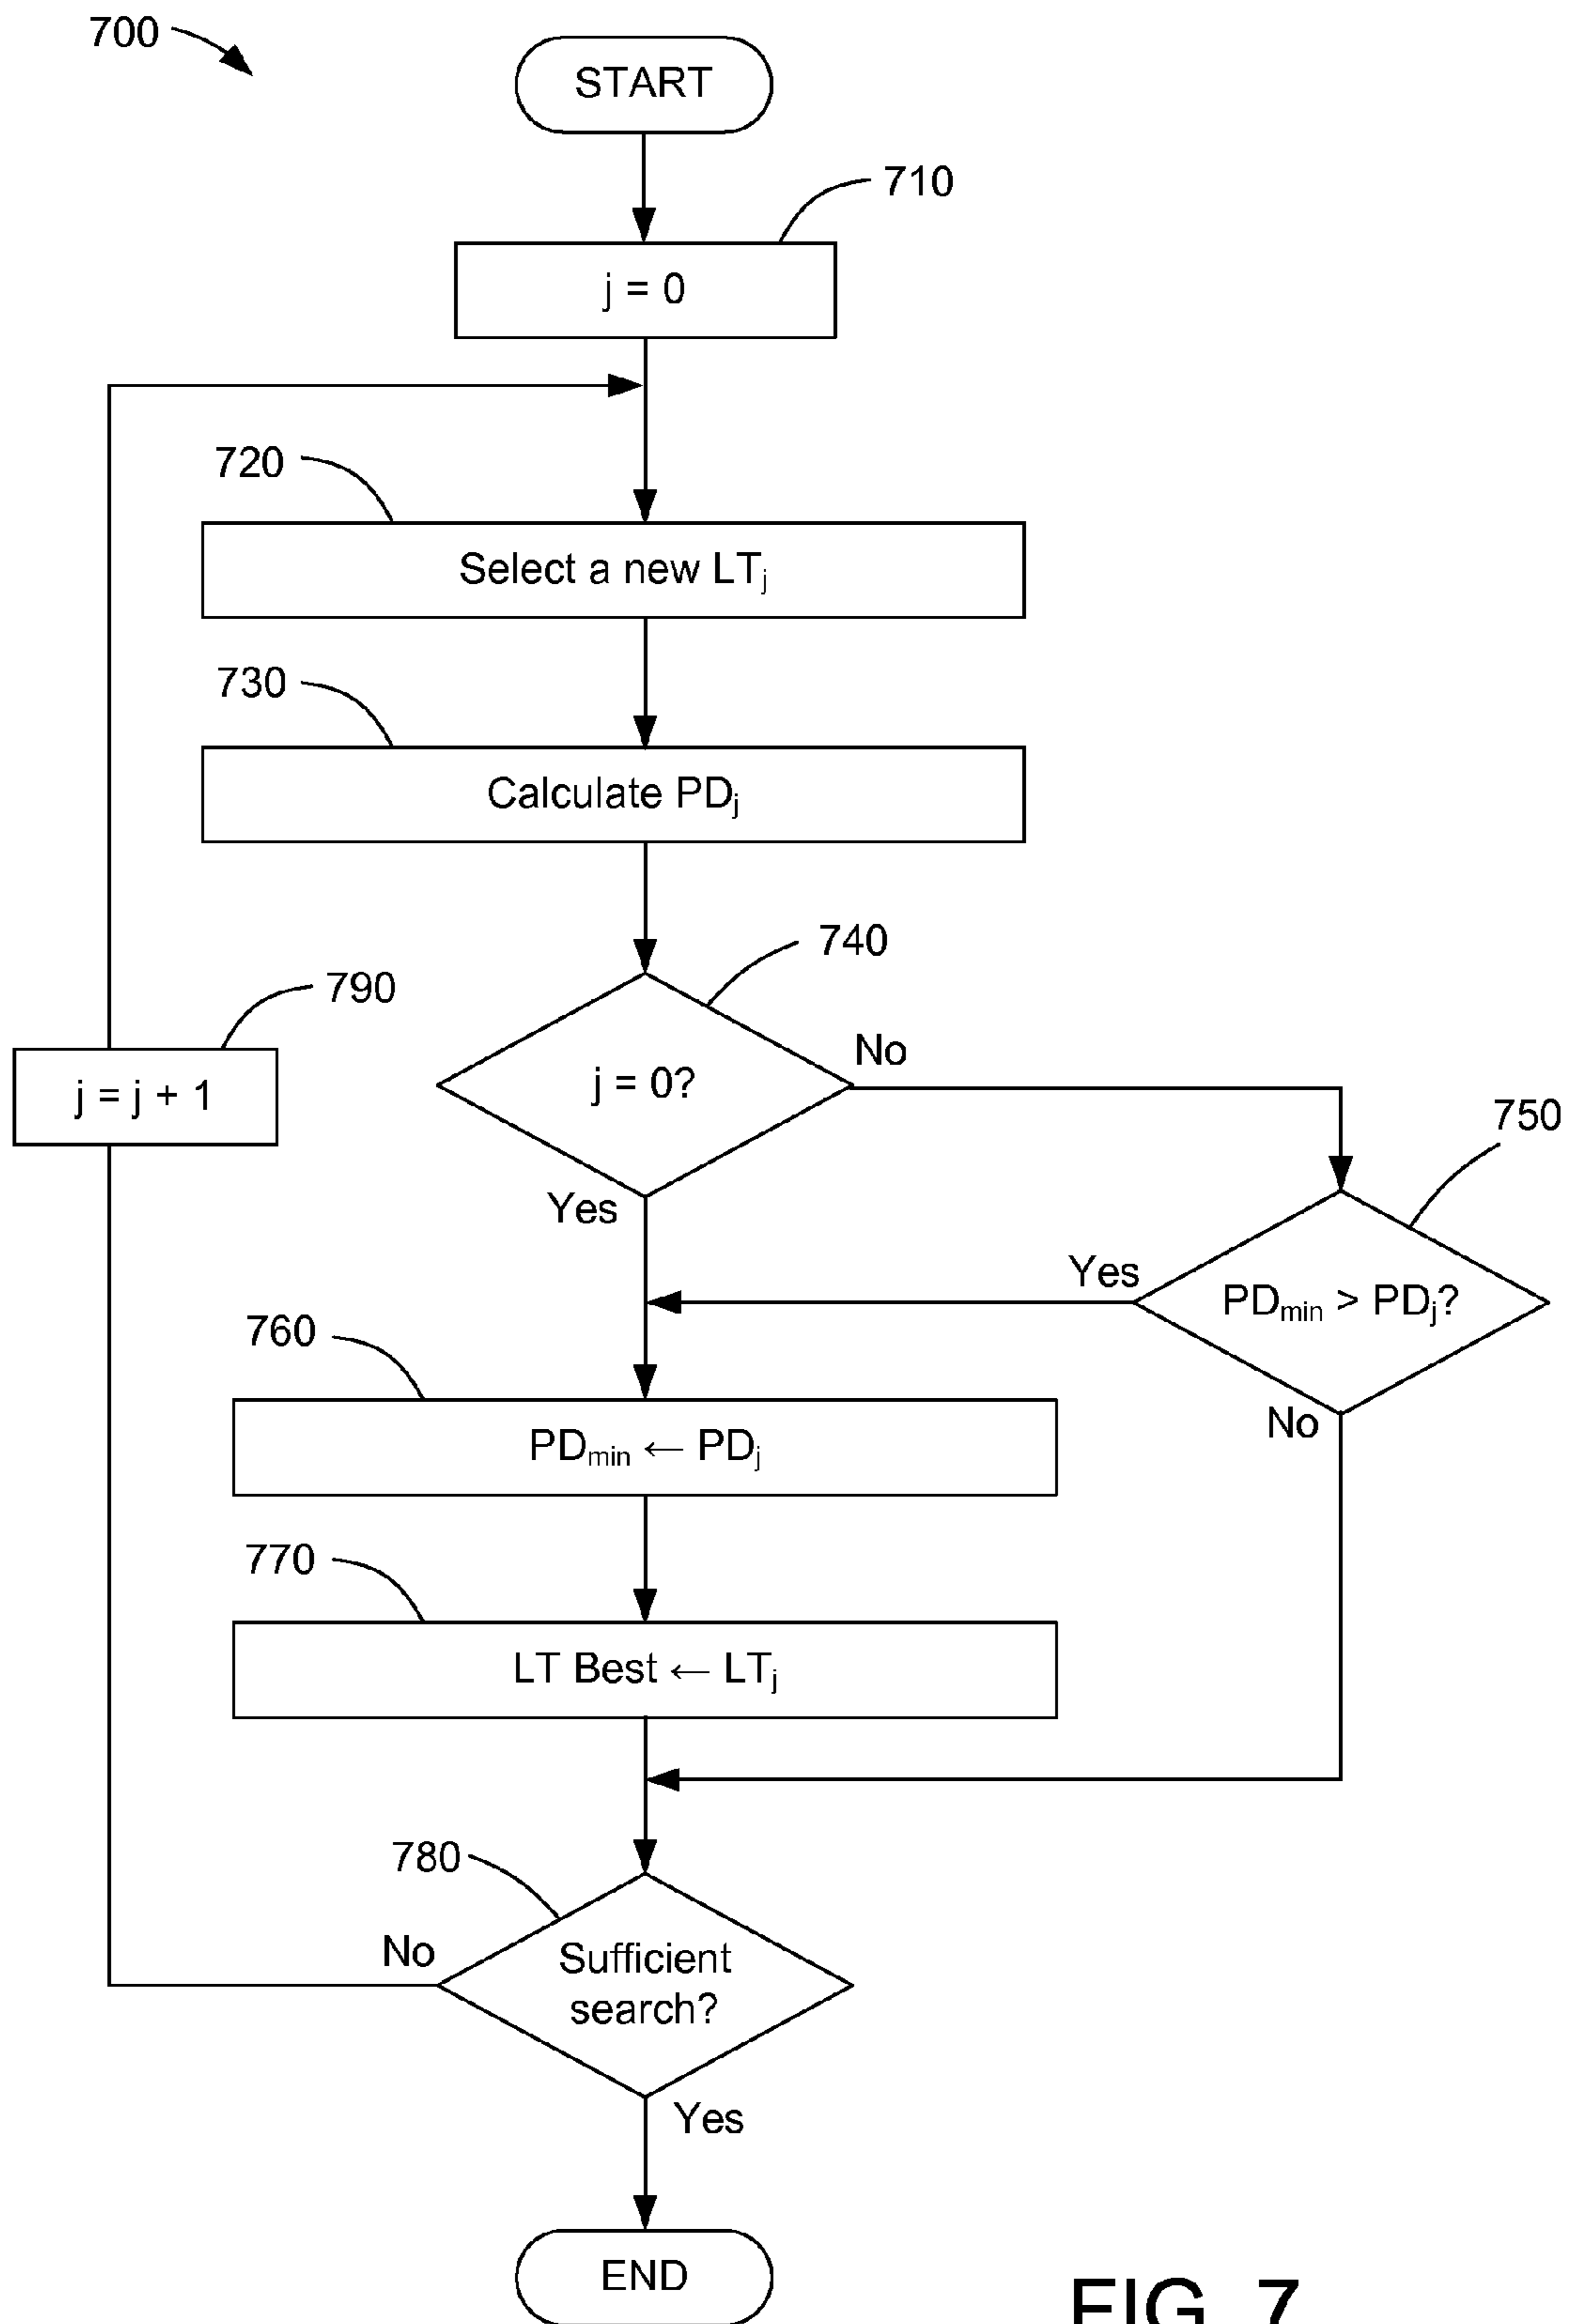 700
START
710
j = 0
720
Select a new LTj
730
Calculate PDj
740
790
j = 0?
No
j = j + 1
750
Yes
Yes
PDmin > PDj?
760
No
PDmin ← PDj
770
LT Best ← LTj
780
No
Sufficient
search?
Yes
END
FIG. 7